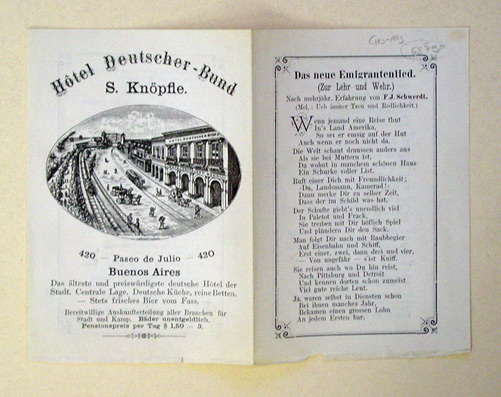 Hôtel Deutscher-Bund
S. Knöpfle.
420 — Paseo de Julio — 420
Buenos Aires
Das älteste und preiswürdigste deutsche Hôtel der
Stadt. Centrale Lage, Deutsche Küche, reine Betten.
— Stets frisches Bier vom Fass. —
Bereitwillige Auskunfterteilung aller Branchen für
Stadt und Kamp. Bäder unentgeldlich.
Pensionspreis per Tag $ 1,50 — 3.
Das neue Emigrantenlied.
(Zur Lehr und Wehr.)
Nach mehrjähr. Erfahrung von F. J. Schwerdt.
(Mel.: Ueb immer Treu und Redlichkeit.)
Wenn jemand eine Reise thut
In's Land Amerika,
So sei er emsig auf der Hut
Auch wenn er noch nicht da.
Die Welt schaut draussen anders aus
Als sie bei Muttern ist,
Da wohnt in manchem schönen Haus
Ein Schurke voller List.
Ruft einer Dich mit Freundlichkeit;
„Da, Landsmann, Kamerad!“
Dann merke Dir zu selber Zeit,
Dass der im Schild was hat.
Der Schufte giebt's unendlich viel
In Paletot und Frack,
Sie treiben mit Dir höflich Spiel
Und plündern Dir den Sack.
Man folgt Dir nach mit Raubbegier
Auf Eisenbahn und Schiff,
Erst einer, zwei, dann drei und vier,
— Von ungefähr — s'ist Kniff.
Sie reisen auch wo Du hin reist,
Nach Pittsburg und Detroit
Und kennen dorten schon zumeist
Viel gute reiche Leut.
Ja, waren selbst in Diensten schon
Bei ihnen manches Jahr,
Bekamen einen grossen Lohn
An jedem Ersten bar.